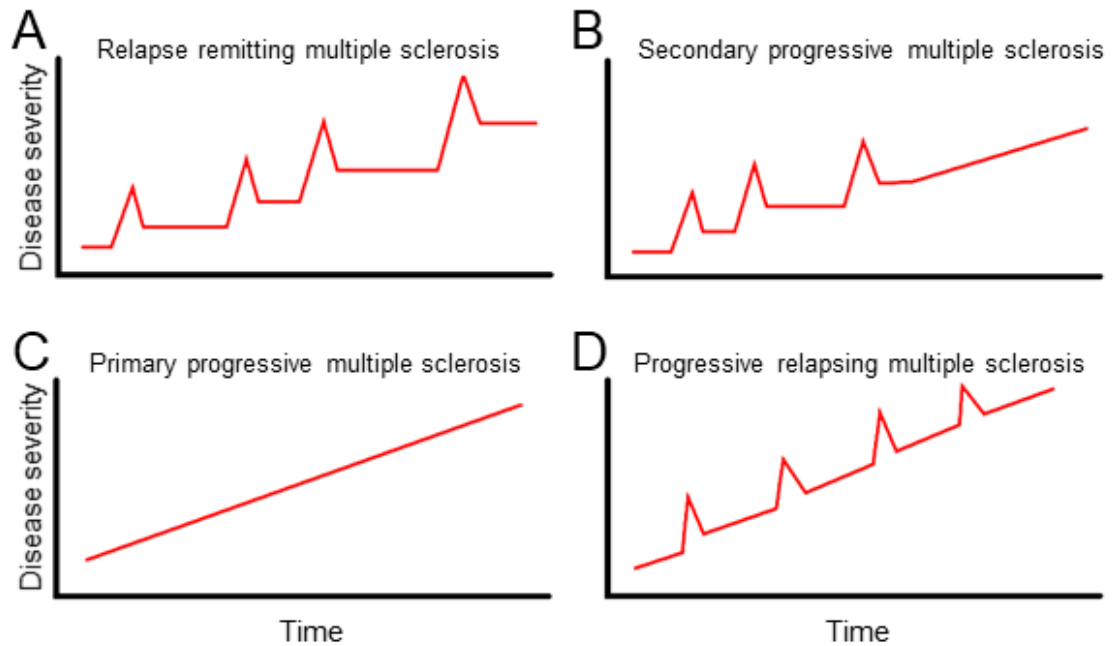 A
Relapse remitting multiple sclerosis
Disease severity
B
Secondary progressive multiple sclerosis
C
Primary progressive multiple sclerosis
Disease severity
Time
D
Progressive relapsing multiple sclerosis
Time